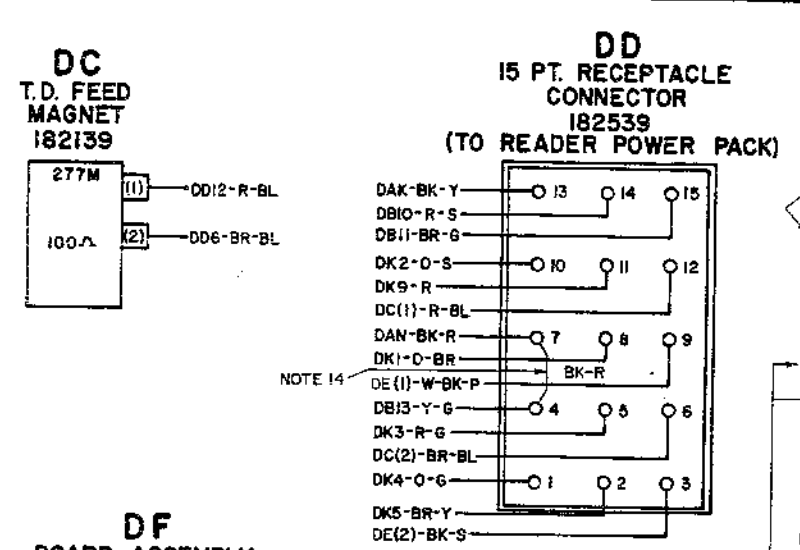 DC
T.D. FEED
MAGNET
182139
277M
(1)
DD12-R-BL
100Ω
(2)
DD6-BR-BL
DD
15 PT. RECEPTACLE
CONNECTOR
182539
(TO READER POWER PACK)
DAK-BK-Y 13 14 15
DB10-R-S
DB11-BR-G
DK2-O-S 10 11 12
DK9-R
DC(1)-R-BL
DAN-BK-R 7 8 9
DK1-O-BR
NOTE 14 BK-R
DE(1)-W-BK-P
DB13-Y-G 4 5 6
DK3-R-G
DC(2)-BR-BL
DK4-O-G 1 2 3
DK5-BR-Y
DE(2)-BK-S
DF
BOARD ASSEMBLY